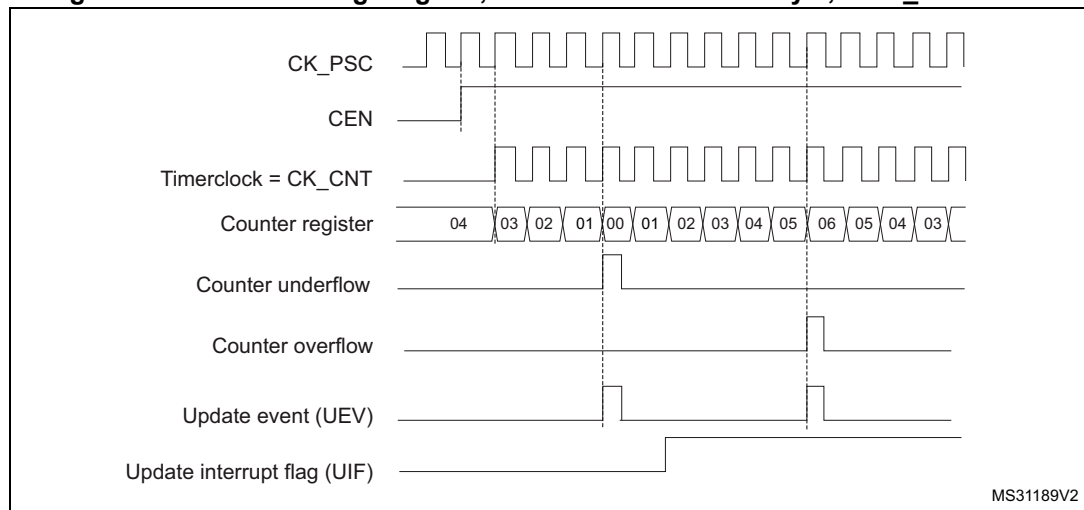 CK_PSC
CEN
Timerclock = CK_CNT
Counter register 04 03 02 01 00 01 02 03 04 05 06 05 04 03
Counter underflow
Counter overflow
Update event (UEV)
Update interrupt flag (UIF)
MS31189V2